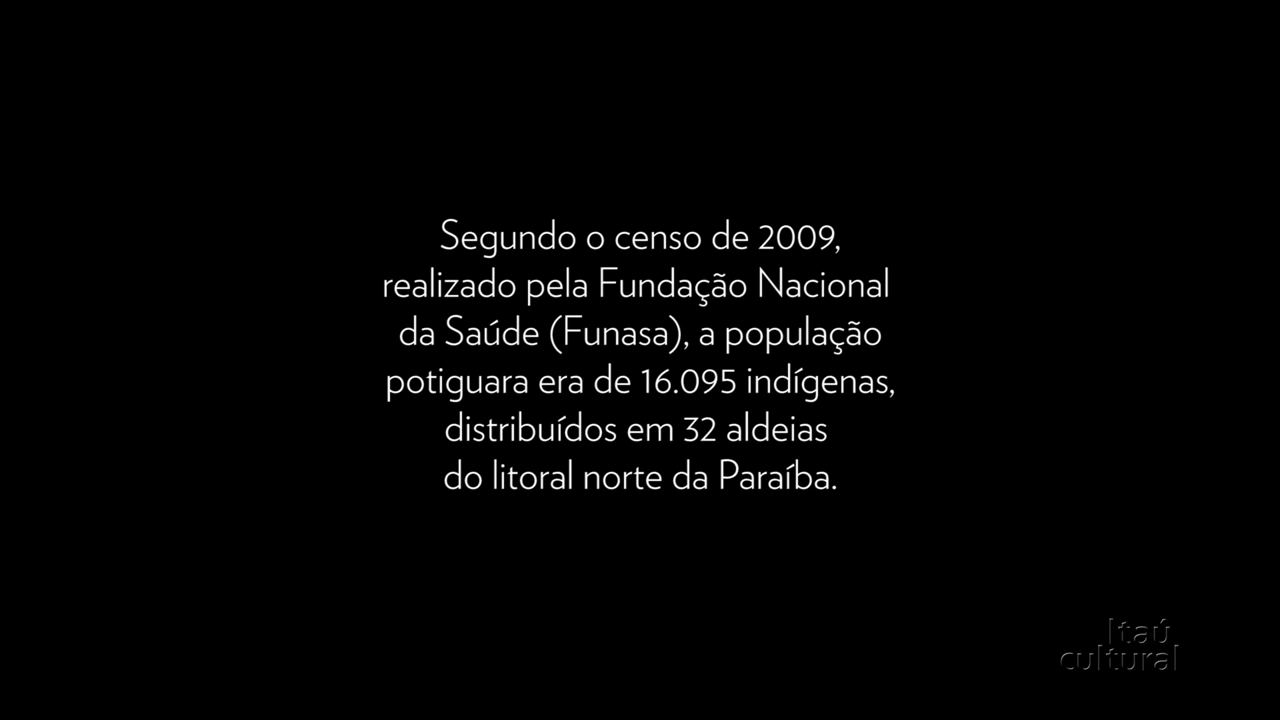 Segundo o censo de 2009,
realizado pela Fundação Nacional
da Saúde (Funasa), a população
potiguara era de 16.095 indígenas,
distribuídos em 32 aldeias
do litoral norte da Paraíba.
Itaú
cultural